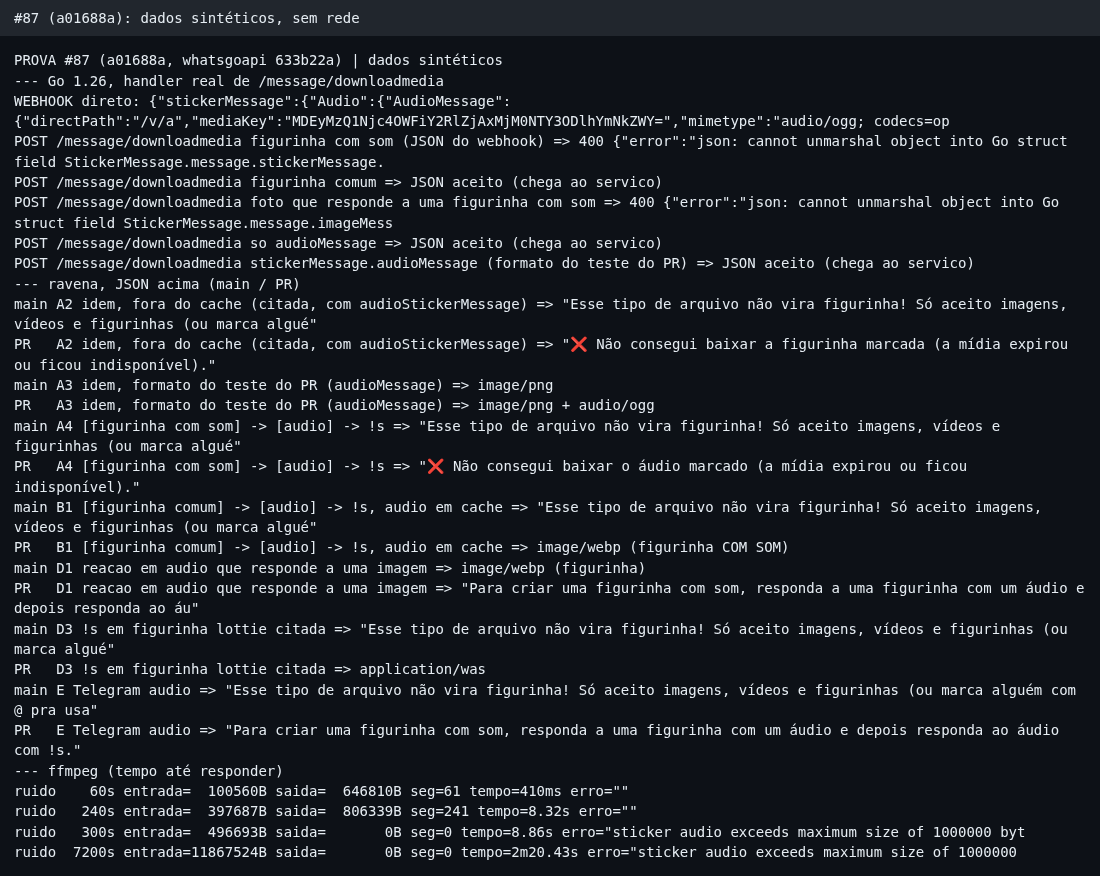 #87 (a01688a): dados sintéticos, sem rede
PROVA #87 (a01688a, whatsgoapi 633b22a) | dados sintéticos
--- Go 1.26, handler real de /message/downloadmedia
WEBHOOK direto: {"stickerMessage":{"Audio":{"AudioMessage":
{"directPath":"/v/a","mediaKey":"MDEyMzQ1Njc4OWFiY2RlZjAxMjM0NTY3ODlhYmNkZWY=","mimetype":"audio/ogg; codecs=op
POST /message/downloadmedia figurinha com som (JSON do webhook) => 400 {"error":"json: cannot unmarshal object into Go struct
field StickerMessage.message.stickerMessage.
POST /message/downloadmedia figurinha comum => JSON aceito (chega ao servico)
POST /message/downloadmedia foto que responde a uma figurinha com som => 400 {"error":"json: cannot unmarshal object into Go
struct field StickerMessage.message.imageMess
POST /message/downloadmedia so audioMessage => JSON aceito (chega ao servico)
POST /message/downloadmedia stickerMessage.audioMessage (formato do teste do PR) => JSON aceito (chega ao servico)
--- ravena, JSON acima (main / PR)
main A2 idem, fora do cache (citada, com audioStickerMessage) => "Esse tipo de arquivo não vira figurinha! Só aceito imagens,
vídeos e figurinhas (ou marca algué"
PR   A2 idem, fora do cache (citada, com audioStickerMessage) => "❌ Não consegui baixar a figurinha marcada (a mídia expirou
ou ficou indisponível)."
main A3 idem, formato do teste do PR (audioMessage) => image/png
PR   A3 idem, formato do teste do PR (audioMessage) => image/png + audio/ogg
main A4 [figurinha com som] -> [audio] -> !s => "Esse tipo de arquivo não vira figurinha! Só aceito imagens, vídeos e
figurinhas (ou marca algué"
PR   A4 [figurinha com som] -> [audio] -> !s => "❌ Não consegui baixar o áudio marcado (a mídia expirou ou ficou
indisponível)."
main B1 [figurinha comum] -> [audio] -> !s, audio em cache => "Esse tipo de arquivo não vira figurinha! Só aceito imagens,
vídeos e figurinhas (ou marca algué"
PR   B1 [figurinha comum] -> [audio] -> !s, audio em cache => image/webp (figurinha COM SOM)
main D1 reacao em audio que responde a uma imagem => image/webp (figurinha)
PR   D1 reacao em audio que responde a uma imagem => "Para criar uma figurinha com som, responda a uma figurinha com um áudio e
depois responda ao áu"
main D3 !s em figurinha lottie citada => "Esse tipo de arquivo não vira figurinha! Só aceito imagens, vídeos e figurinhas (ou
marca algué"
PR   D3 !s em figurinha lottie citada => application/was
main E Telegram audio => "Esse tipo de arquivo não vira figurinha! Só aceito imagens, vídeos e figurinhas (ou marca alguém com
@ pra usa"
PR   E Telegram audio => "Para criar uma figurinha com som, responda a uma figurinha com um áudio e depois responda ao áudio
com !s."
--- ffmpeg (tempo até responder)
ruido    60s entrada=  100560B saida=  646810B seg=61 tempo=410ms erro=""
ruido   240s entrada=  397687B saida=  806339B seg=241 tempo=8.32s erro=""
ruido   300s entrada=  496693B saida=       0B seg=0 tempo=8.86s erro="sticker audio exceeds maximum size of 1000000 byt
ruido  7200s entrada=11867524B saida=       0B seg=0 tempo=2m20.43s erro="sticker audio exceeds maximum size of 1000000